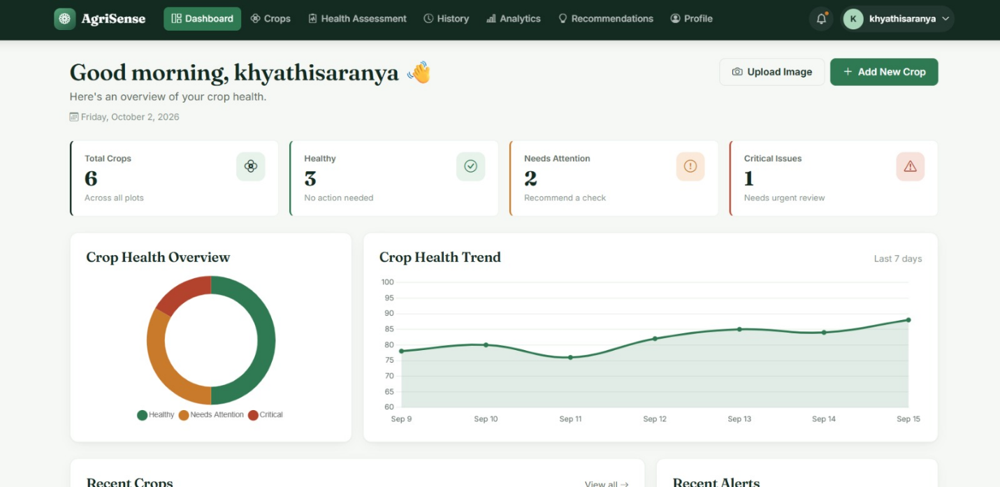 AgriSense
Dashboard
Crops
Health Assessment
History
Analytics
Recommendations
Profile
K
khyathisaranya
Good morning, khyathisaranya 👋
Here's an overview of your crop health.
Friday, October 2, 2026
Upload Image
+ Add New Crop
Total Crops
6
Across all plots
Healthy
3
No action needed
Needs Attention
2
Recommend a check
Critical Issues
1
Needs urgent review
Crop Health Overview
Healthy
Needs Attention
Critical
Crop Health Trend
Last 7 days
100
95
90
85
80
75
70
65
60
Sep 9
Sep 10
Sep 11
Sep 12
Sep 13
Sep 14
Sep 15
Recent Crops
View all →
Recent Alerts